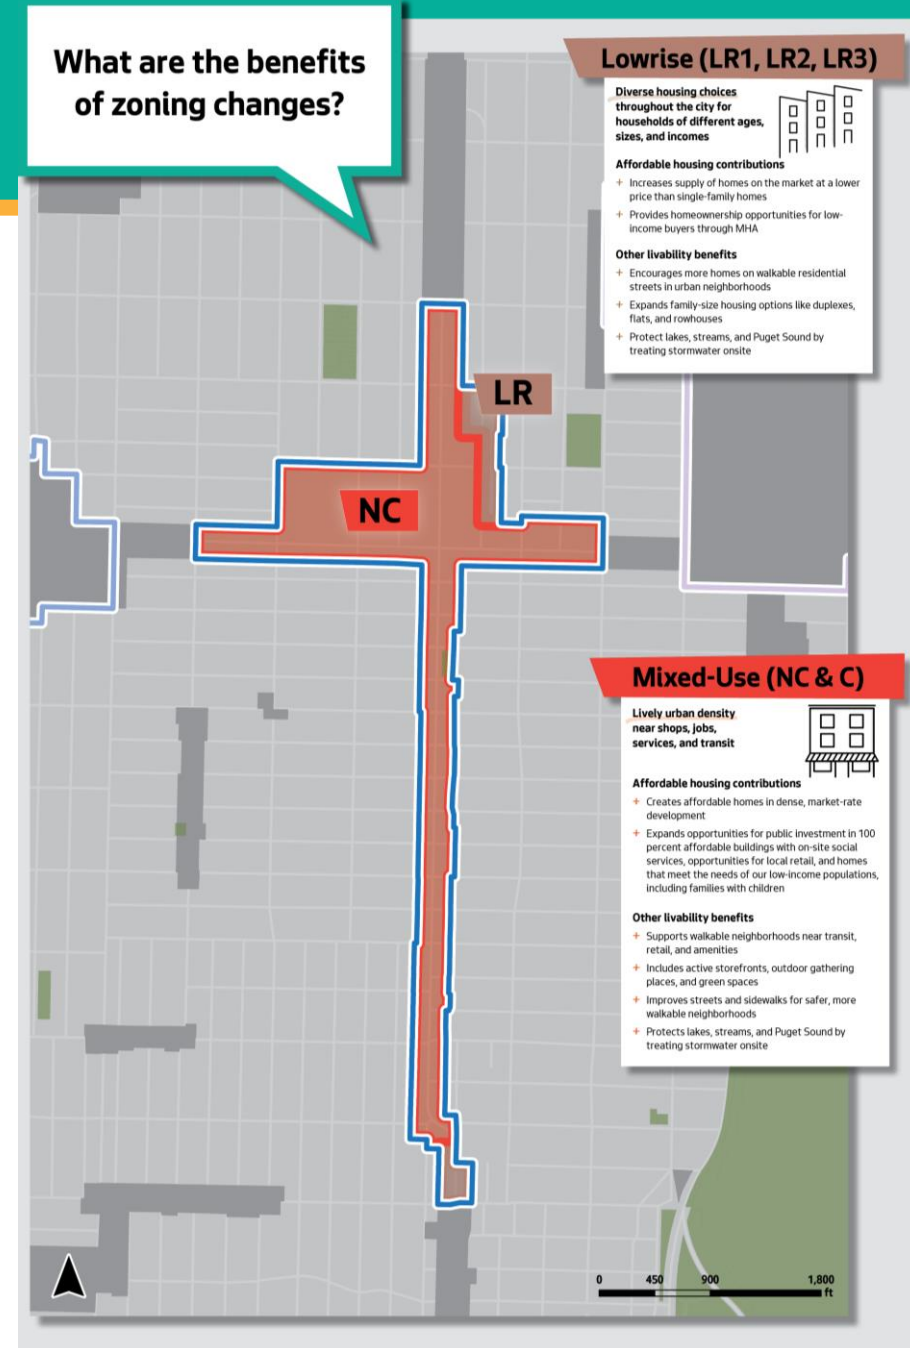 What are the benefits
of zoning changes?
Lowrise (LR1, LR2, LR3)
Diverse housing choices
throughout the city for
households of different ages,
sizes, and incomes
Affordable housing contributions
+ Increases supply of homes on the market at a lower
price than single-family homes
+ Provides homeownership opportunities for low-
income buyers through MHA
Other livability benefits
+ Encourages more homes on walkable residential
streets in urban neighborhoods
+ Expands family-size housing options like duplexes,
flats, and rowhouses
+ Protect lakes, streams, and Puget Sound by
treating stormwater onsite
LR
NC
Mixed-Use (NC & C)
Lively urban density
near shops, jobs,
services, and transit
Affordable housing contributions
+ Creates affordable homes in dense, market-rate
development
+ Expands opportunities for public investment in 100
percent affordable buildings with on-site social
services, opportunities for local retail, and homes
that meet the needs of our low-income populations,
including families with children
Other livability benefits
+ Supports walkable neighborhoods near transit,
retail, and amenities
+ Includes active storefronts, outdoor gathering
places, and green spaces
+ Improves streets and sidewalks for safer, more
walkable neighborhoods
+ Protects lakes, streams, and Puget Sound by
treating stormwater onsite
0 450 900 1,800
ft